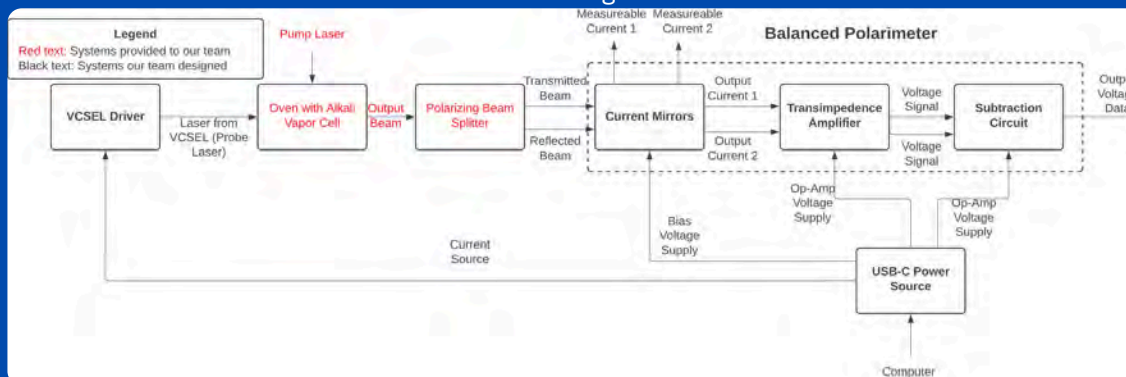 Legend
Red text: Systems provided to our team
Black text: Systems our team designed
Pump Laser
Measureable
Current 1
Measureable
Current 2
Balanced Polarimeter
VCSEL Driver
Laser from
VCSEL (Probe
Laser)
Oven with Alkali
Vapor Cell
Output
Beam
Polarizing Beam
Splitter
Transmitted
Beam
Reflected
Beam
Current Mirrors
Output
Current 1
Output
Current 2
Transimpedence
Amplifier
Voltage
Signal
Voltage
Signal
Subtraction
Circuit
Voltage
Data
Current
Source
Bias
Voltage
Supply
Op-Amp
Voltage
Supply
Op-Amp
Voltage
Supply
USB-C Power
Source
Computer